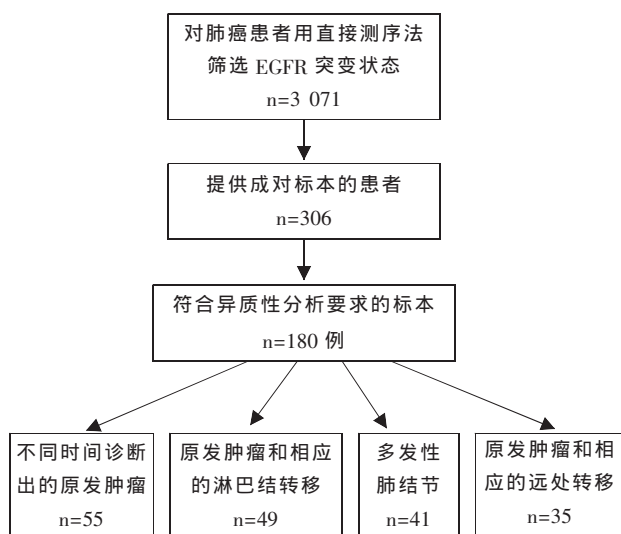 对肺癌患者用直接测序法
筛选 EGFR 突变状态
n=3 071
提供成对标本的患者
n=306
符合异质性分析要求的标本
n=180 例
不同时间诊断
出的原发肿瘤
n=55
原发肿瘤和相应
的淋巴结转移
n=49
多发性
肺结节
n=41
原发肿瘤和相
应的远处转移
n=35